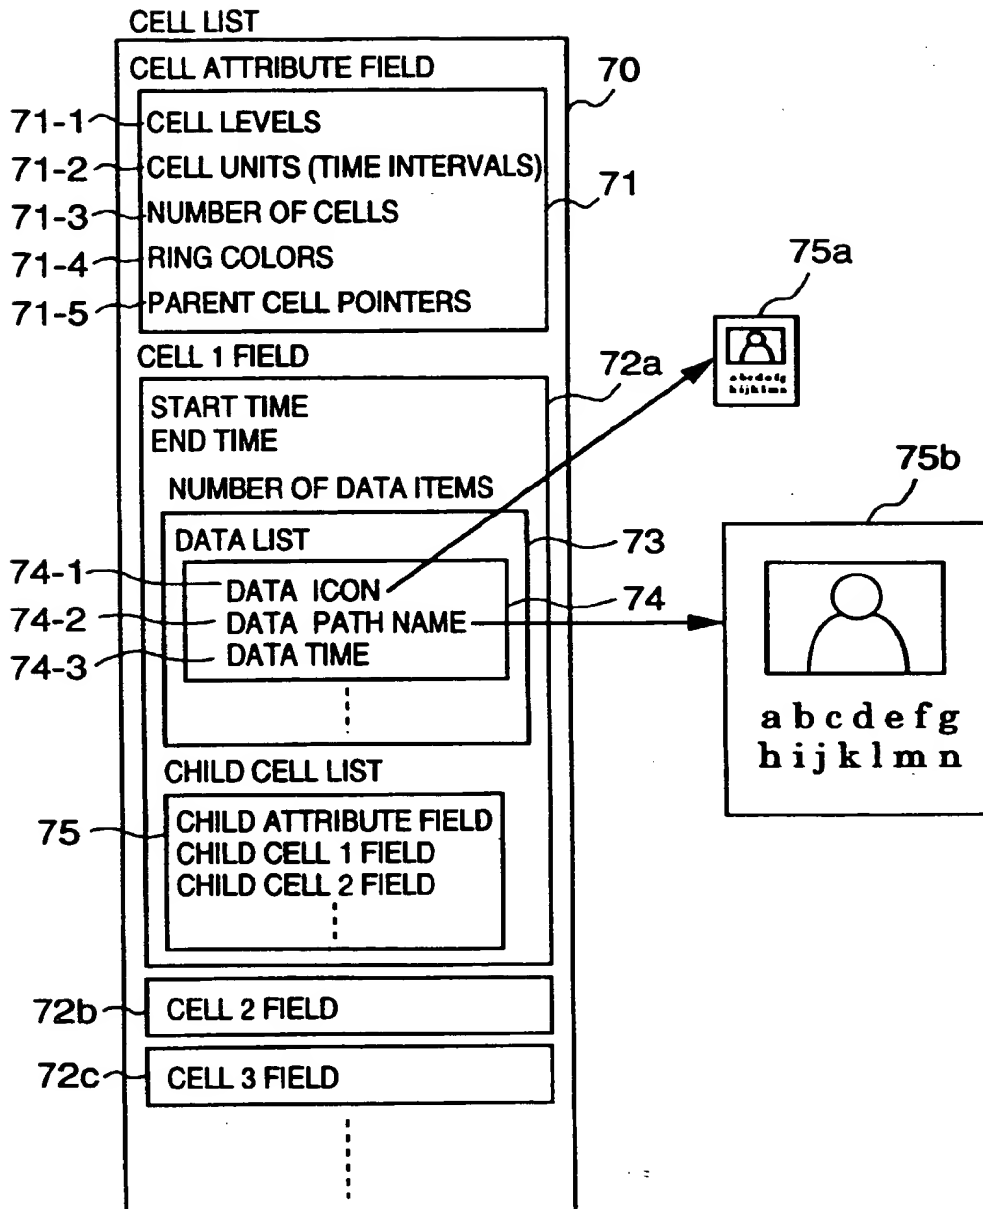 CELL LIST
CELL ATTRIBUTE FIELD
70
71-1 CELL LEVELS
71-2 CELL UNITS (TIME INTERVALS)
71
71-3 NUMBER OF CELLS
71-4 RING COLORS
71-5 PARENT CELL POINTERS
75a
abcdefg
hijklmn
CELL 1 FIELD
72a
START TIME
END TIME
NUMBER OF DATA ITEMS
75b
DATA LIST
73
74-1 DATA ICON
74
74-2 DATA PATH NAME
74-3 DATA TIME
abcdefg
hijklmn
CHILD CELL LIST
75 CHILD ATTRIBUTE FIELD
CHILD CELL 1 FIELD
CHILD CELL 2 FIELD
72b CELL 2 FIELD
72c CELL 3 FIELD